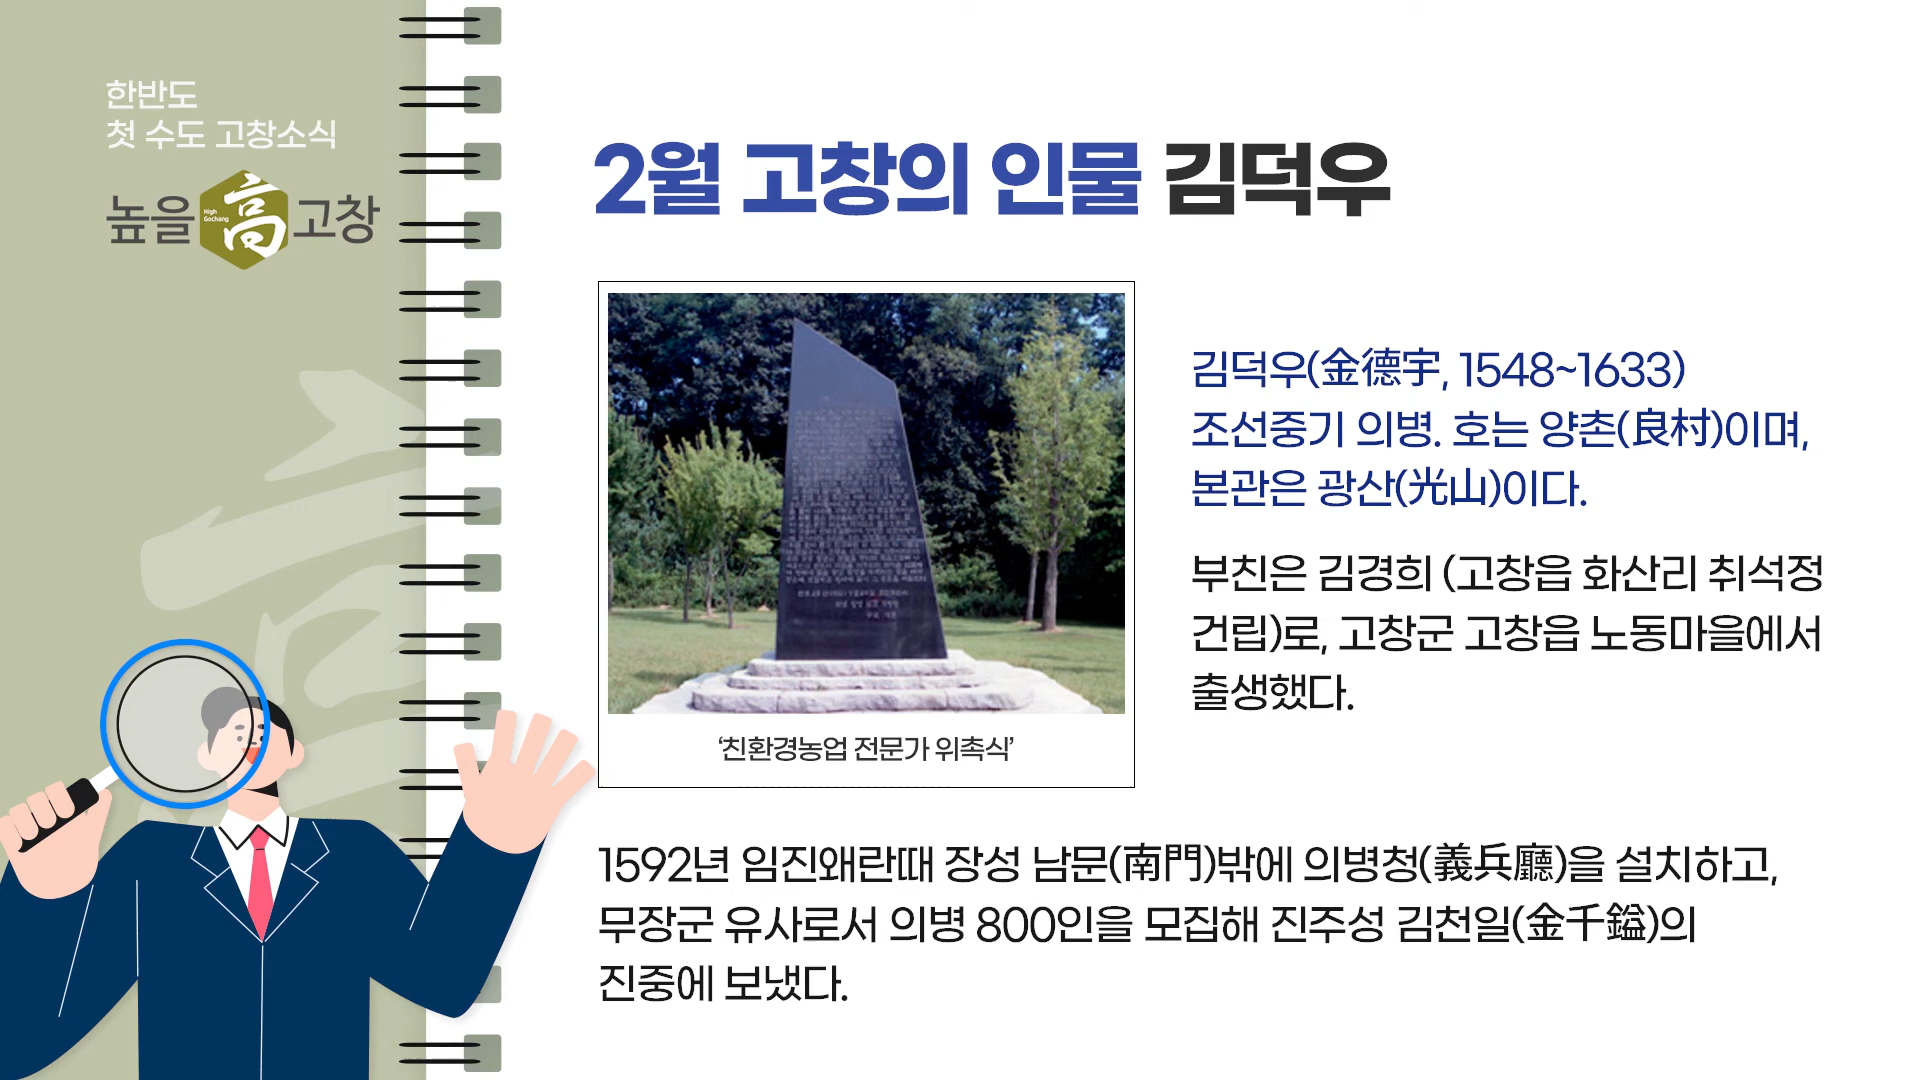 한반도
첫 수도 고창소식
높을 高 고창
High
Gochang
2월 고창의 인물 김덕우
김덕우(金德宇, 1548~1633)
조선중기 의병. 호는 양촌(良村)이며,
본관은 광산(光山)이다.
부친은 김경희 (고창읍 화산리 취석정
건립)로, 고창군 고창읍 노동마을에서
출생했다.
‘친환경농업 전문가 위촉식’
1592년 임진왜란때 장성 남문(南門)밖에 의병청(義兵廳)을 설치하고,
무장군 유사로서 의병 800인을 모집해 진주성 김천일(金千鎰)의
진중에 보냈다.